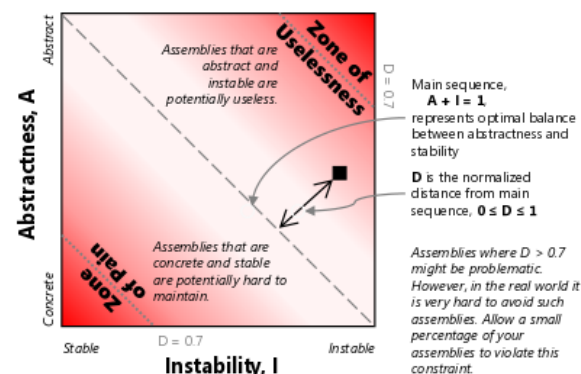 Abstract
Abstractness, A
Concrete
Assemblies that are
abstract and
instable are
potentially useless.
Zone of
Uselessness
D = 0.7
Main sequence,
A + I = 1,
represents optimal balance
between abstractness and
stability
D is the normalized
distance from main
sequence, 0 ≤ D ≤ 1
Zone
of Pain
Assemblies that are
concrete and stable
are potentially hard to
maintain.
Assemblies where D > 0.7
might be problematic.
However, in the real world it
is very hard to avoid such
assemblies. Allow a small
percentage of your
assemblies to violate this
constraint.
Stable
D = 0.7
Instable
Instability, I